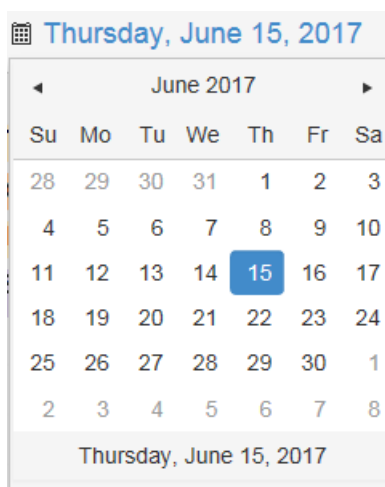 Thursday, June 15, 2017
June 2017
Su Mo Tu We Th Fr Sa
28 29 30 31 1 2 3
4 5 6 7 8 9 10
11 12 13 14 15 16 17
18 19 20 21 22 23 24
25 26 27 28 29 30 1
2 3 4 5 6 7 8
Thursday, June 15, 2017